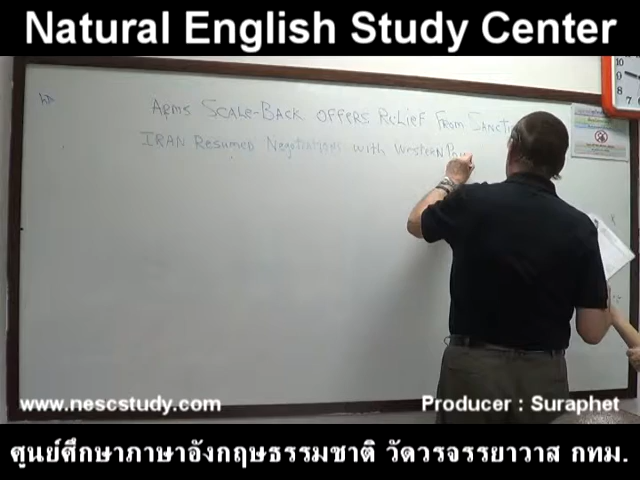 Natural English Study Center
ARMS SCALE-BACK OFFERS RELIEF FROM
IRAN Resumed Negotiations with Western
www.nescstudy.com
Producer : Suraphet
ศูนย์ศึกษาภาษาอังกฤษธรรมชาติ วัดวรจรรยาวาส กทม.